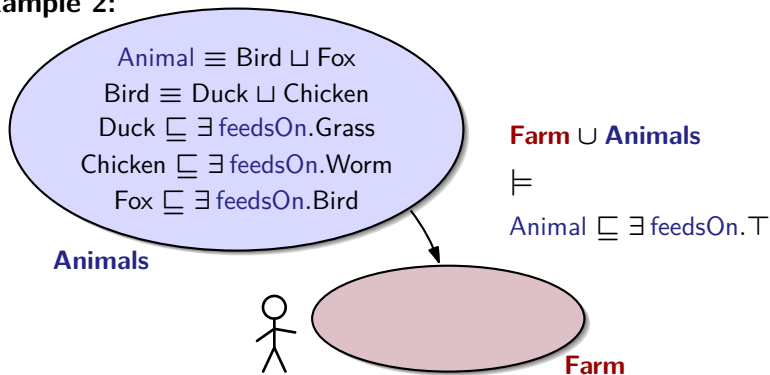 ample 2:
Animal ≡ Bird ⊔ Fox
Bird ≡ Duck ⊔ Chicken
Duck ⊑ ∃ feedsOn.Grass
Chicken ⊑ ∃ feedsOn.Worm
Fox ⊑ ∃ feedsOn.Bird
Animals
Farm ∪ Animals
⊨
Animal ⊑ ∃ feedsOn.⊤
Farm